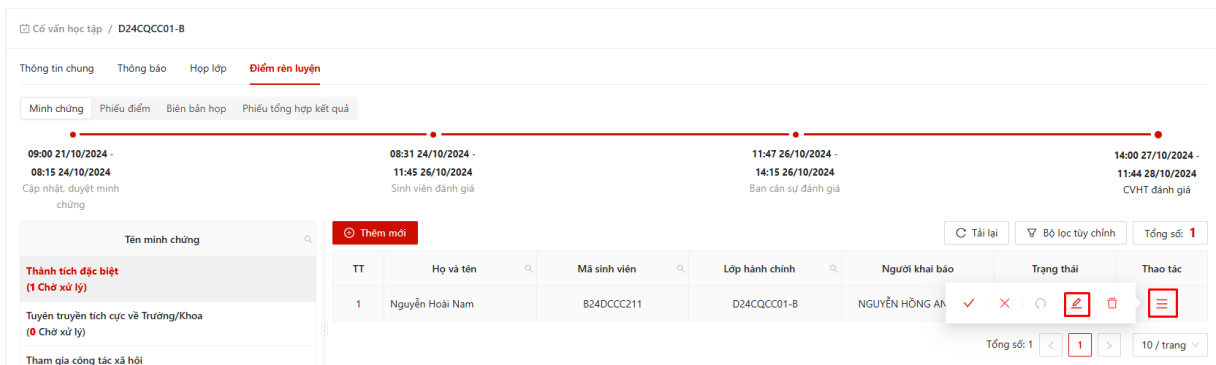 Cố vấn học tập / D24CQCC01-B
Thông tin chung Thông báo Họp lớp Điểm rèn luyện
Minh chứng Phiếu điểm Biên bản họp Phiếu tổng hợp kết quả
09:00 21/10/2024 - 08:31 24/10/2024 - 11:47 26/10/2024 - 14:00 27/10/2024 -
08:15 24/10/2024 11:45 26/10/2024 14:15 26/10/2024 11:44 28/10/2024
Cập nhật, duyệt minh Sinh viên đánh giá Ban cán sự đánh giá CVHT đánh giá
chứng
Tên minh chứng
Thành tích đặc biệt
(1 Chờ xử lý)
Tuyên truyền tích cực về Trường/Khoa
(0 Chờ xử lý)
Tham gia công tác xã hội
Thêm mới Tải lại Bộ lọc tùy chỉnh Tổng số: 1
TT Họ và tên Mã sinh viên Lớp hành chính Người khai báo Trạng thái Thao tác
1 Nguyễn Hoài Nam B24DCCC211 D24CQCC01-B NGUYỄN HỒNG AN
Tổng số: 1 < 1 > 10 / trang